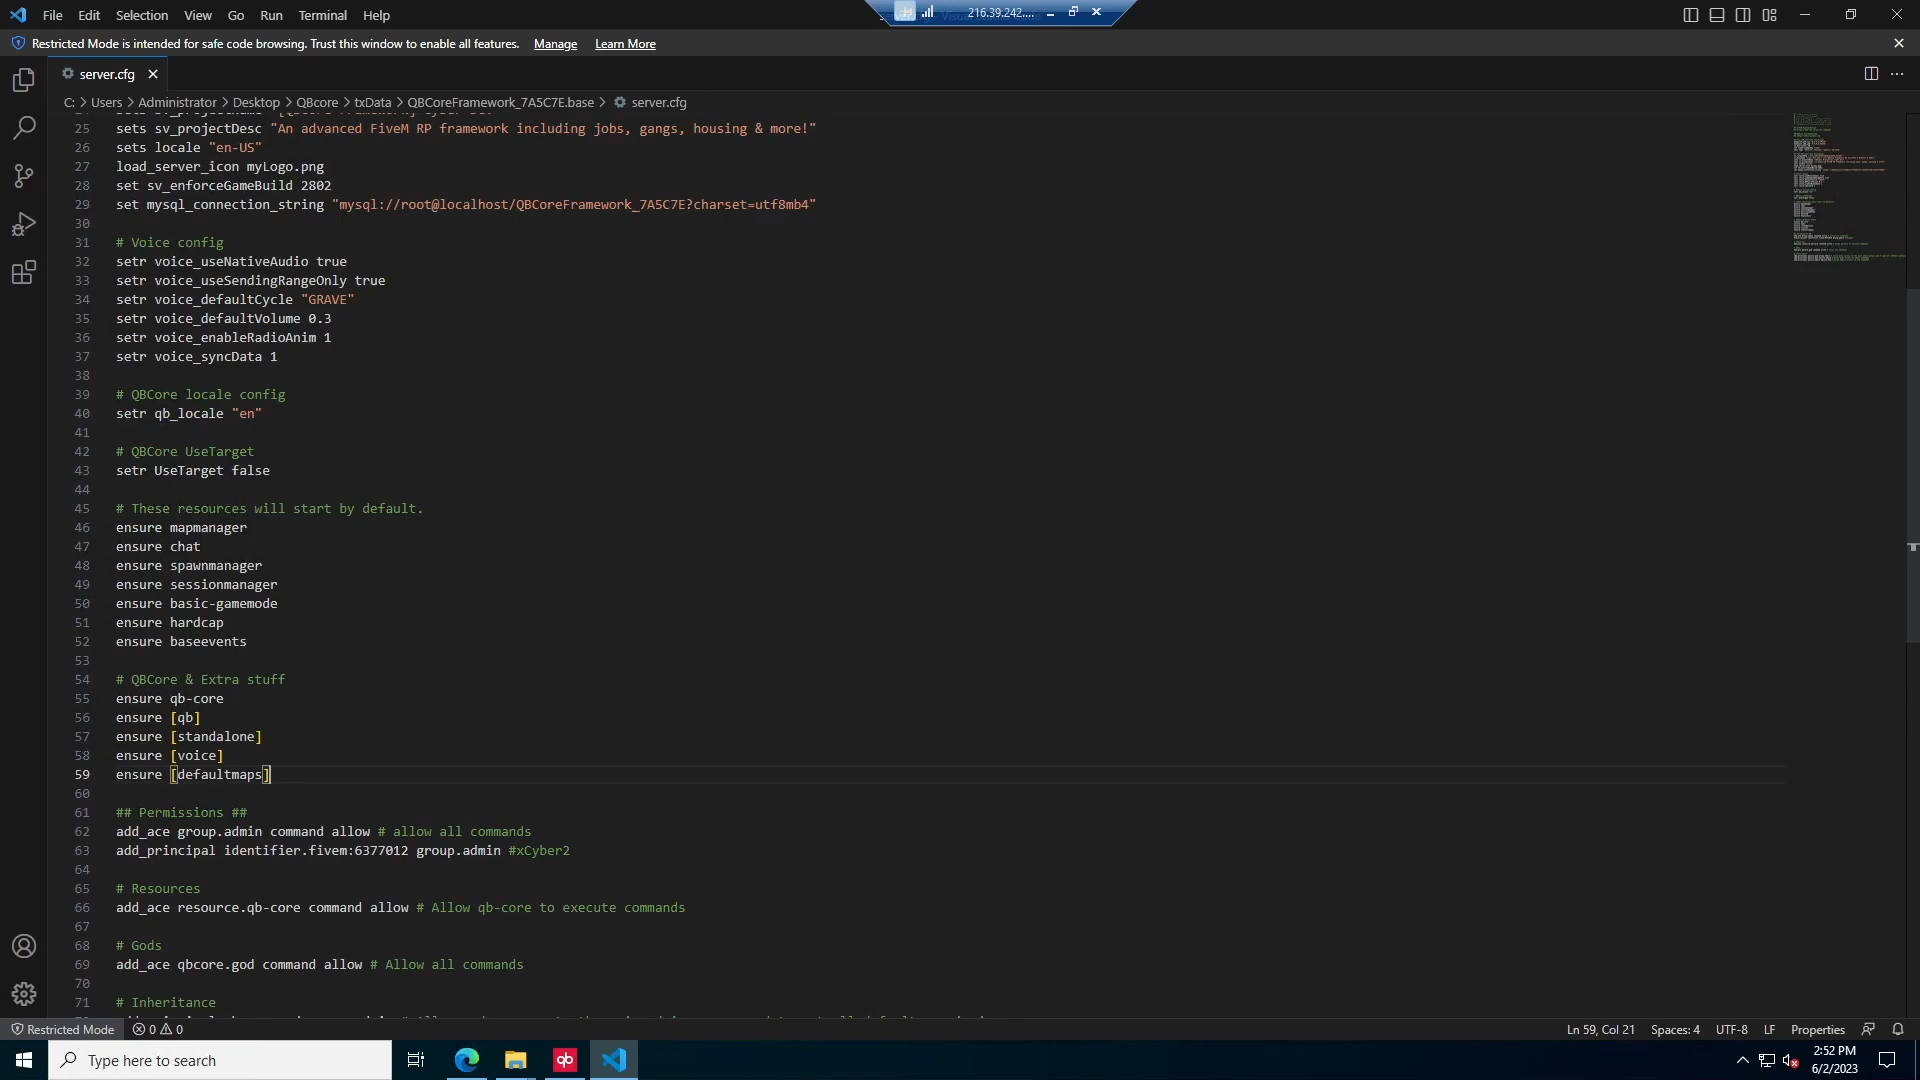 File Edit Selection View Go Run Terminal Help
216.39.242....
Restricted Mode is intended for safe code browsing. Trust this window to enable all features. Manage Learn More
server.cfg
C: > Users > Administrator > Desktop > QBcore > txData > QBCoreFramework_7A5C7E.base > server.cfg
25 sets sv_projectDesc "An advanced FiveM RP framework including jobs, gangs, housing & more!"
26 sets locale "en-US"
27 load_server_icon myLogo.png
28 set sv_enforceGameBuild 2802
29 set mysql_connection_string "mysql://root@localhost/QBCoreFramework_7A5C7E?charset=utf8mb4"
30
31 # Voice config
32 setr voice_useNativeAudio true
33 setr voice_useSendingRangeOnly true
34 setr voice_defaultCycle "GRAVE"
35 setr voice_defaultVolume 0.3
36 setr voice_enableRadioAnim 1
37 setr voice_syncData 1
38
39 # QBCore locale config
40 setr qb_locale "en"
41
42 # QBCore UseTarget
43 setr UseTarget false
44
45 # These resources will start by default.
46 ensure mapmanager
47 ensure chat
48 ensure spawnmanager
49 ensure sessionmanager
50 ensure basic-gamemode
51 ensure hardcap
52 ensure baseevents
53
54 # QBCore & Extra stuff
55 ensure qb-core
56 ensure [qb]
57 ensure [standalone]
58 ensure [voice]
59 ensure [defaultmaps]
60
61 ## Permissions ##
62 add_ace group.admin command allow # allow all commands
63 add_principal identifier.fivem:6377012 group.admin #xCyber2
64
65 # Resources
66 add_ace resource.qb-core command allow # Allow qb-core to execute commands
67
68 # Gods
69 add_ace qbcore.god command allow # Allow all commands
70
71 # Inheritance
Restricted Mode 0 0 Ln 59, Col 21 Spaces: 4 UTF-8 LF Properties
Type here to search
qb
2:52 PM
6/2/2023